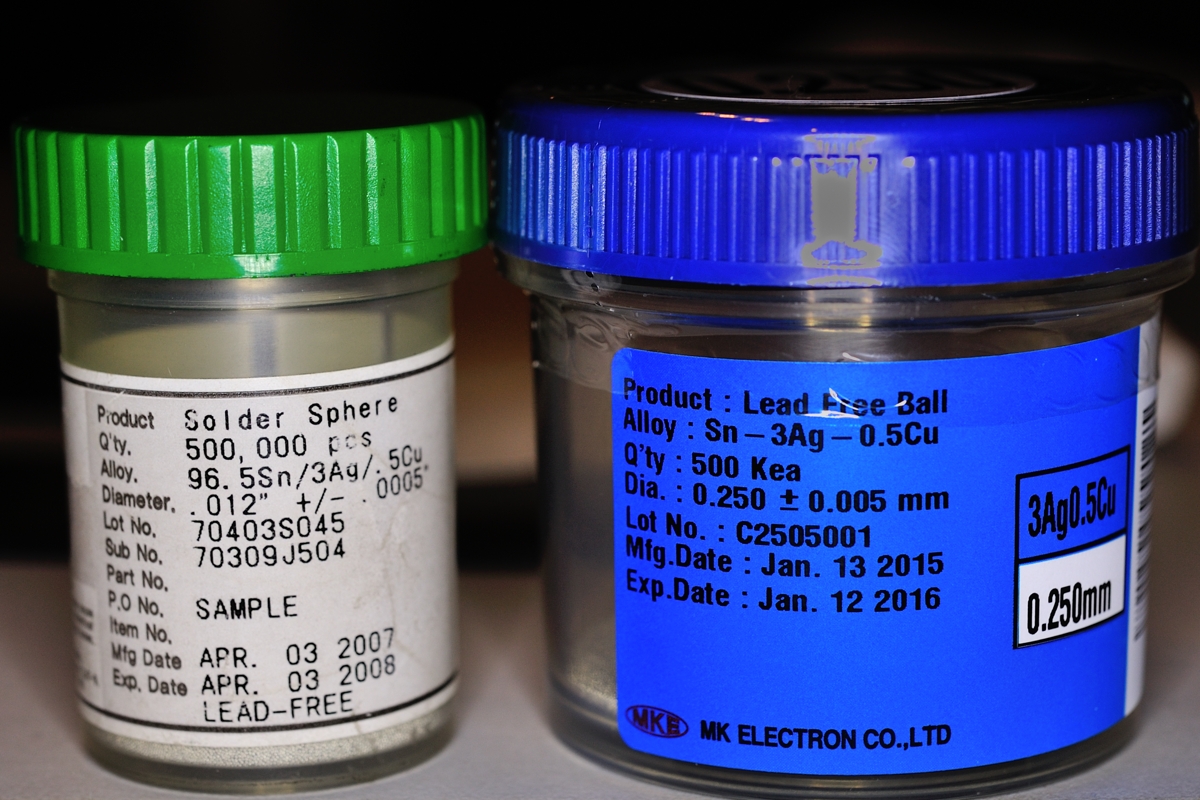 Product Solder Sphere
Q'ty. 500,000 pcs
Alloy. 96.5Sn/3Ag/.5Cu
Diameter. .012" +/- .0005"
Lot No. 70403S045
Sub No. 70309J504
Part No.
P.O No. SAMPLE
Item No.
Mfg Date APR. 03 2007
Exp. Date APR. 03 2008
LEAD-FREE
Product : Lead Free Ball
Alloy : Sn – 3Ag – 0.5Cu
Q'ty : 500 Kea
Dia. : 0.250 ± 0.005 mm
Lot No. : C2505001
Mfg.Date : Jan. 13 2015
Exp.Date : Jan. 12 2016
3Ag0.5Cu
0.250mm
MKE MK ELECTRON CO.,LTD